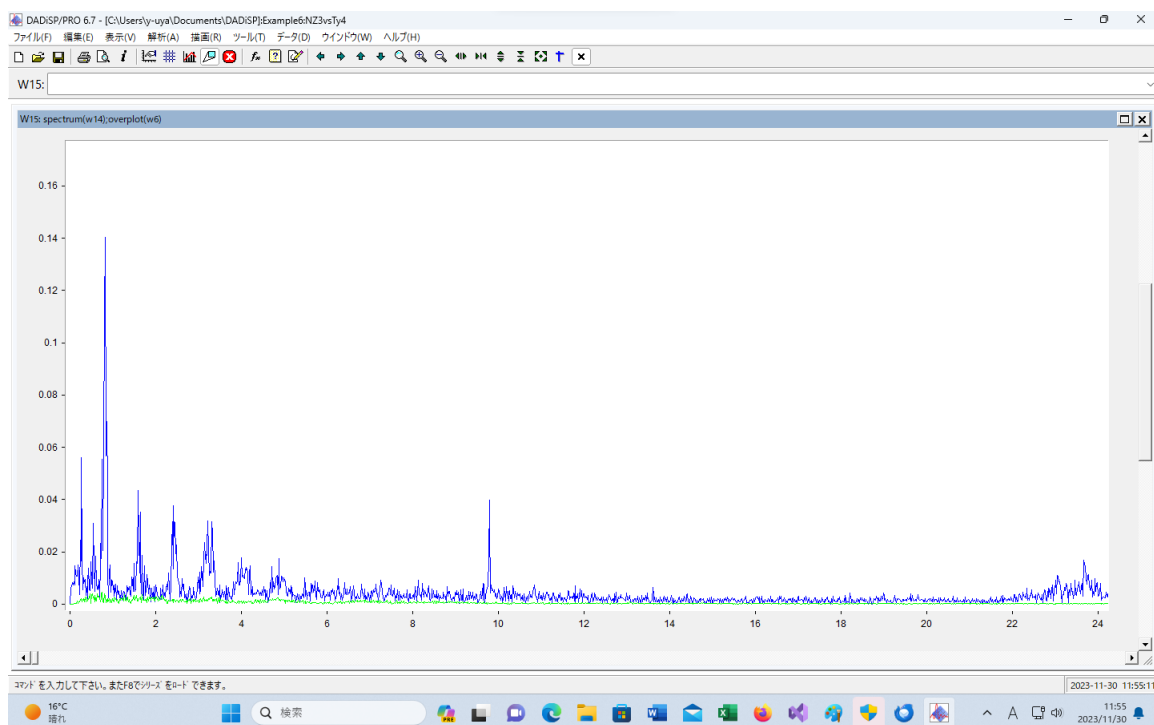 DADiSP/PRO 6.7 - [C:\Users\y-uya\Documents\DADiSP]:Example6:NZ3vsTy4
ファイル(F) 編集(E) 表示(V) 解析(A) 描画(R) ツール(T) データ(D) ウインドウ(W) ヘルプ(H)
W15:
W15: spectrum(w14);overplot(w6)
0.16
0.14
0.12
0.1
0.08
0.06
0.04
0.02
0
0 2 4 6 8 10 12 14 16 18 20 22 24
コマンド を入力して下さい。またF8でシリーズ をロード できます。
2023-11-30 11:55:11
16°C
晴れ
検索
PRE
A
11:55
2023/11/30